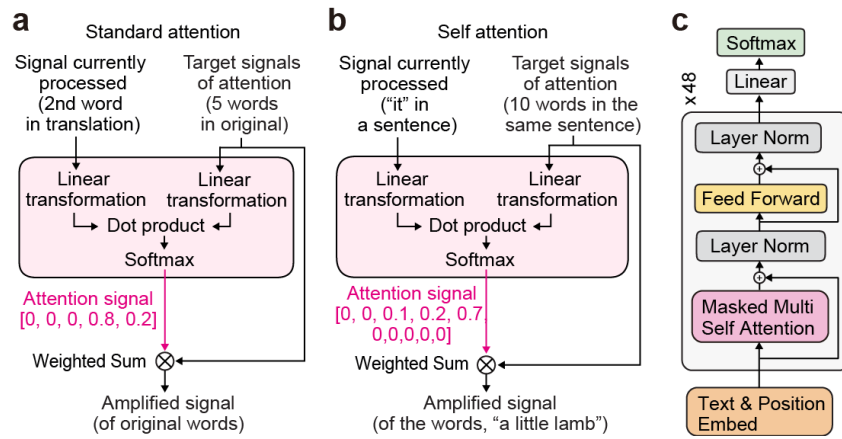 a
Standard attention
Signal currently
processed
(2nd word
in translation)
Target signals
of attention
(5 words
in original)
Linear
transformation
Linear
transformation
Dot product
Softmax
Attention signal
[0, 0, 0, 0.8, 0.2]
Weighted Sum
Amplified signal
(of original words)
b
Self attention
Signal currently
processed
("it" in
a sentence)
Target signals
of attention
(10 words in the
same sentence)
Linear
transformation
Linear
transformation
Dot product
Softmax
Attention signal
[0, 0, 0.1, 0.2, 0.7,
0,0,0,0,0]
Weighted Sum
Amplified signal
(of the words, "a little lamb")
c
Softmax
Linear
x48
Layer Norm
+
Feed Forward
Layer Norm
+
Masked Multi
Self Attention
Text & Position
Embed